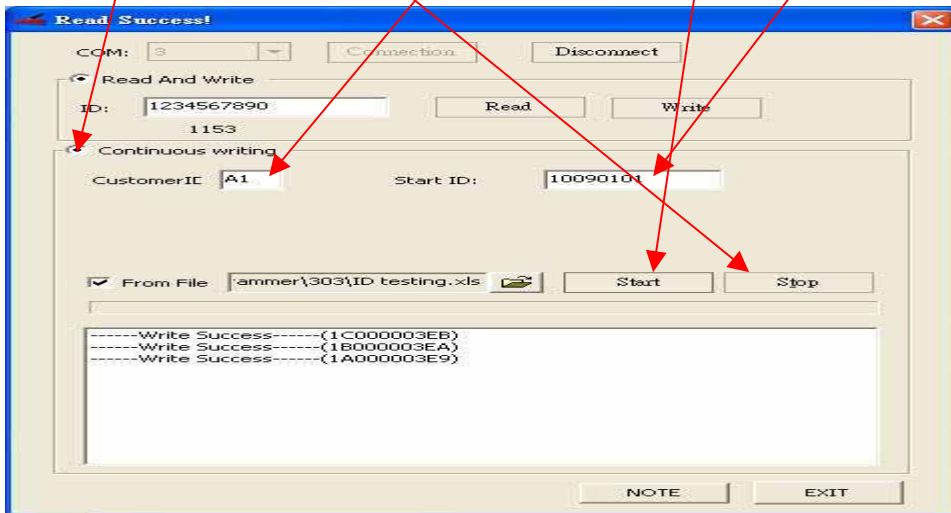 Read Success!
COM: 3 Connection Disconnect
Read And Write
ID: 1234567890 Read Write
1153
Continuous writing
CustomerID A1 Start ID: 10090101
From File rammer\303\ID testing.xls Start Stop
------Write Success------(1C000003EB)
------Write Success------(1B000003EA)
------Write Success------(1A000003E9)
NOTE EXIT